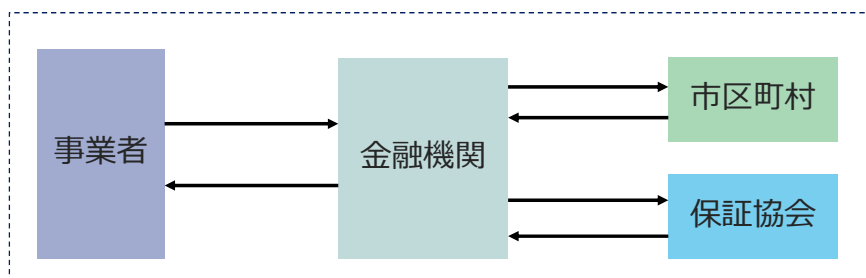 事業者
金融機関
市区町村
保証協会